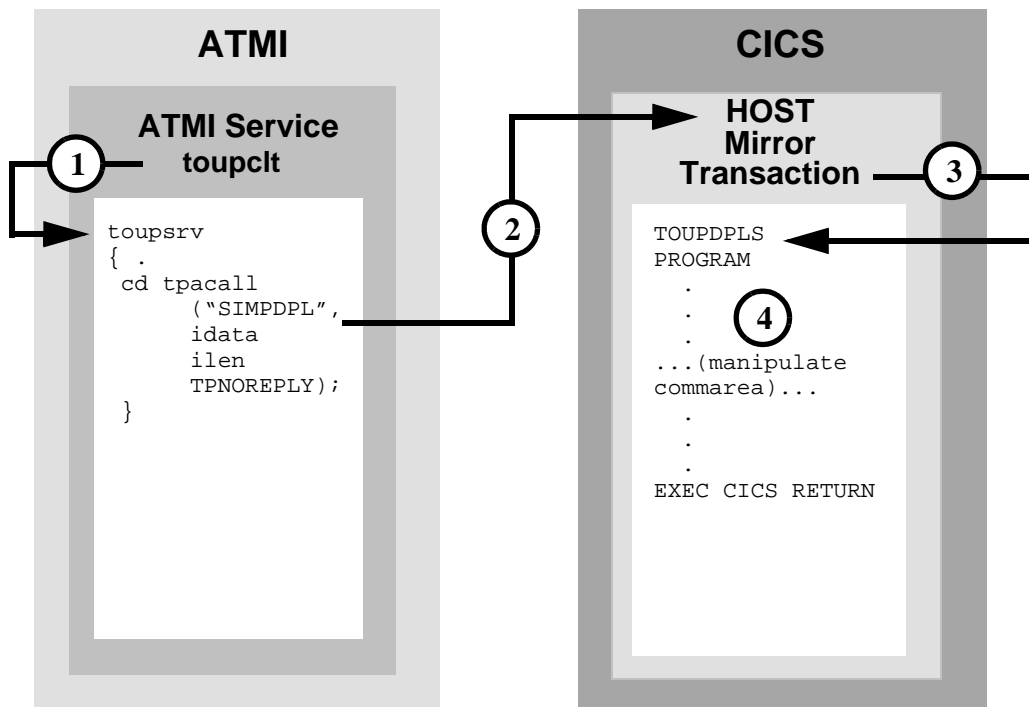 ATMI
ATMI Service
toupclt
1
toupsrv
{ .
cd tpacall
(“SIMPDPL”,
idata
ilen
TPNOREPLY);
}
2
CICS
HOST
Mirror
Transaction
3
TOUPDPLS
PROGRAM
.
.
.
4
...(manipulate
commarea)...
.
.
.
EXEC CICS RETURN